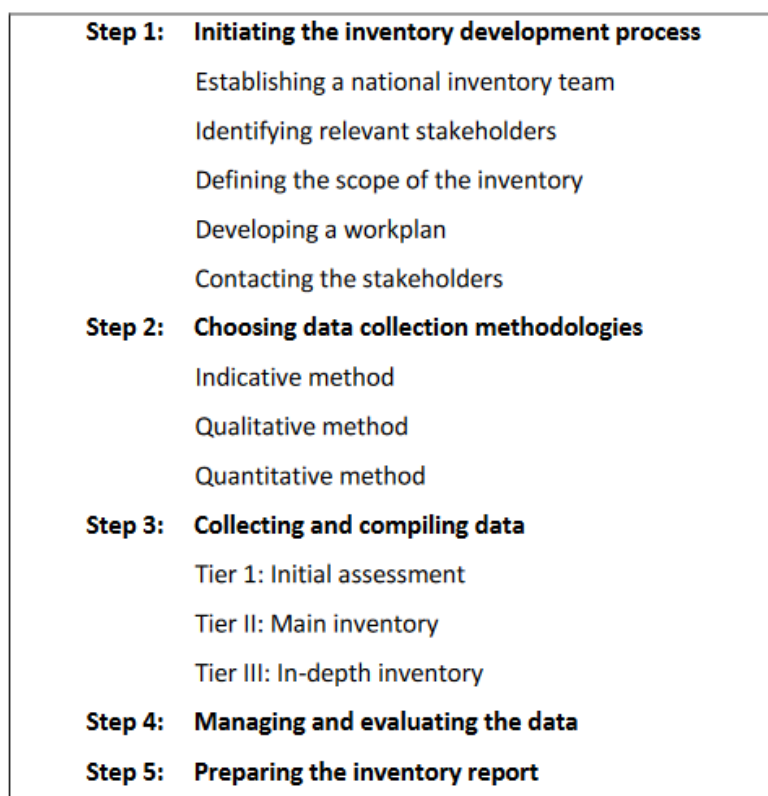 Step 1: Initiating the inventory development process
Establishing a national inventory team
Identifying relevant stakeholders
Defining the scope of the inventory
Developing a workplan
Contacting the stakeholders
Step 2: Choosing data collection methodologies
Indicative method
Qualitative method
Quantitative method
Step 3: Collecting and compiling data
Tier 1: Initial assessment
Tier II: Main inventory
Tier III: In-depth inventory
Step 4: Managing and evaluating the data
Step 5: Preparing the inventory report